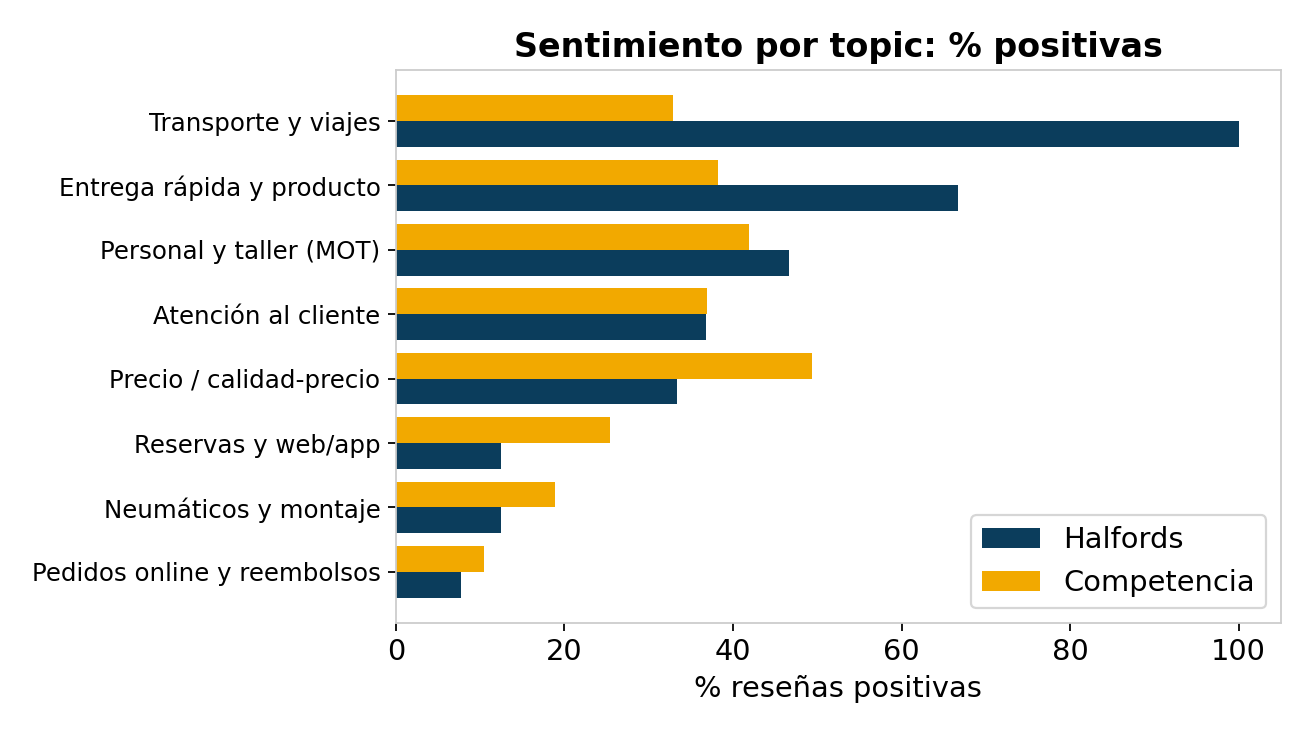 Sentimiento por topic: % positivas
Transporte y viajes
Entrega rápida y producto
Personal y taller (MOT)
Atención al cliente
Precio / calidad-precio
Reservas y web/app
Neumáticos y montaje
Pedidos online y reembolsos
Halfords
Competencia
0 20 40 60 80 100
% reseñas positivas